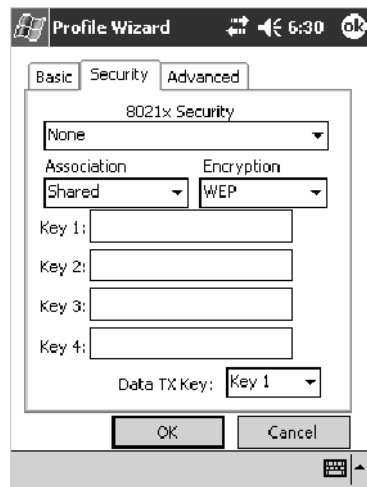 Profile Wizard 6:30 ok
Basic Security Advanced
8021x Security
None
Association Encryption
Shared WEP
Key 1:
Key 2:
Key 3:
Key 4:
Data TX Key: Key 1
OK Cancel